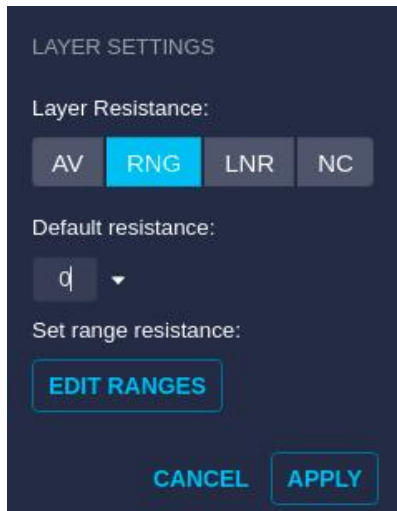 LAYER SETTINGS
Layer Resistance:
AV RNG LNR NC
Default resistance:
0
Set range resistance:
EDIT RANGES
CANCEL APPLY